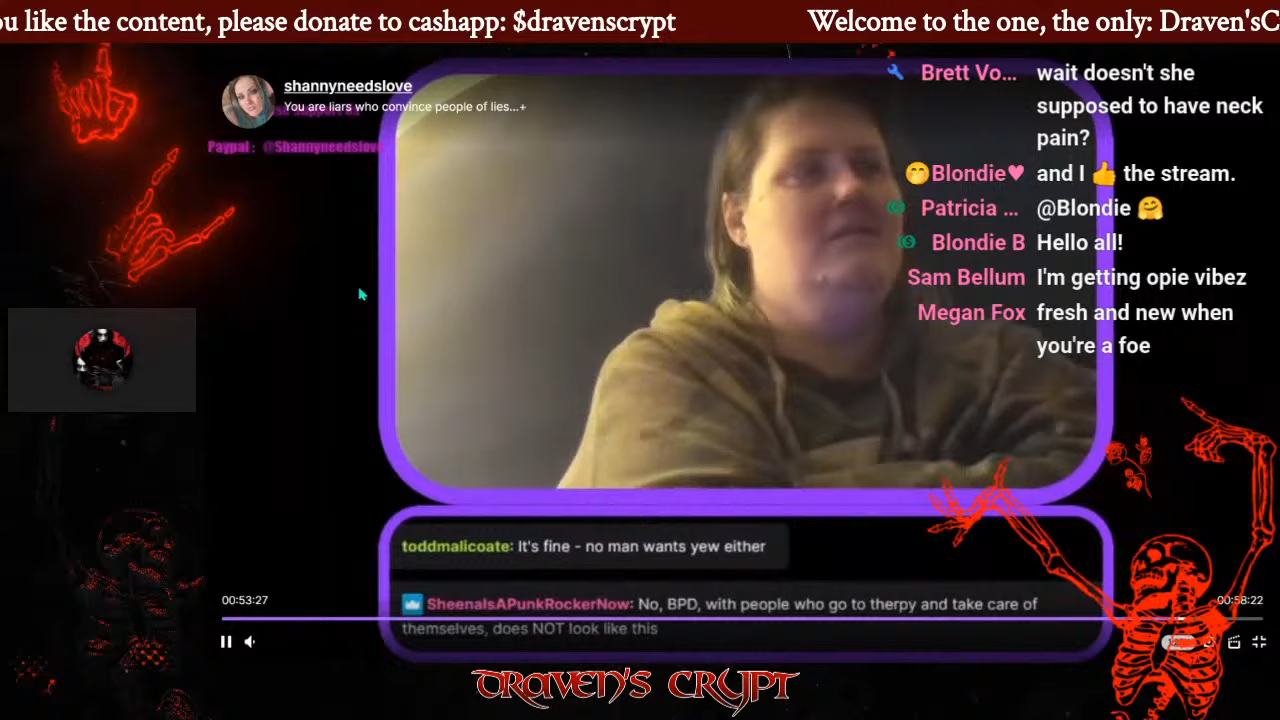 ou like the content, please donate to cashapp: $dravenscrypt
Welcome to the one, the only: Draven'sC
shannyneedslove
You are liars who convince people of lies...+
Support
Paypal : @Shannyneedslove
Brett Vo... wait doesn't she
supposed to have neck
pain?
🤭Blondie♥ and I 👍 the stream.
Patricia ... @Blondie 🤗
Blondie B Hello all!
Sam Bellum I'm getting opie vibez
Megan Fox fresh and new when
you're a foe
toddmalicoate: It's fine - no man wants yew either
SheenaIsAPunkRockerNow: No, BPD, with people who go to therpy and take care of
themselves, does NOT look like this
00:53:27
00:58:22
DRAVEN'S CRYPT